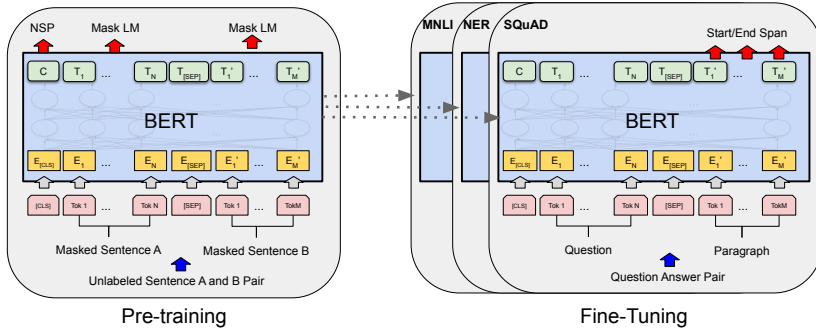 NSP Mask LM Mask LM
C T1 ... TN T[SEP] T1' ... TM'
BERT
E[CLS] E1 ... EN E[SEP] E1' ... EM'
[CLS] Tok 1 ... Tok N [SEP] Tok 1 ... TokM
Masked Sentence A Masked Sentence B
Unlabeled Sentence A and B Pair
Pre-training
MNLI NER SQuAD
Start/End Span
C T1 ... TN T[SEP] T1' ... TM'
BERT
E[CLS] E1 ... EN E[SEP] E1' ... EM'
[CLS] Tok 1 ... Tok N [SEP] Tok 1 ... TokM
Question Paragraph
Question Answer Pair
Fine-Tuning